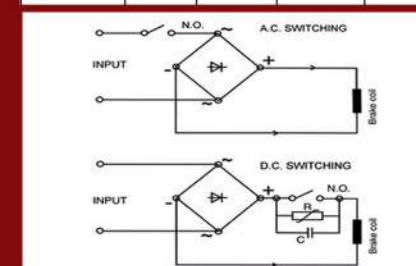 N.O.
~
A.C. SWITCHING
INPUT
-
+
~
Brake coil
~
D.C. SWITCHING
+
N.O.
INPUT
-
R
~
C
Brake coil